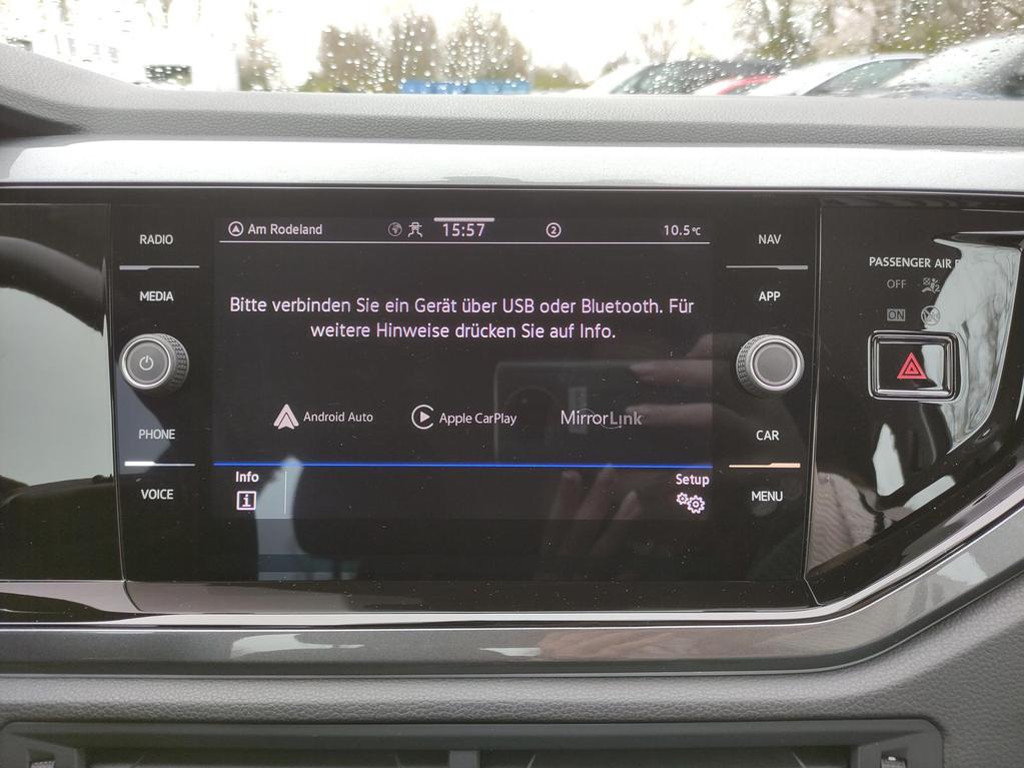 RADIO
MEDIA
PHONE
VOICE
Am Rodeland
15:57
2
10.5°C
Bitte verbinden Sie ein Gerät über USB oder Bluetooth. Für
weitere Hinweise drücken Sie auf Info.
Android Auto
Apple CarPlay
MirrorLink
Info
i
Setup
NAV
APP
CAR
MENU
PASSENGER AIR
OFF
ON